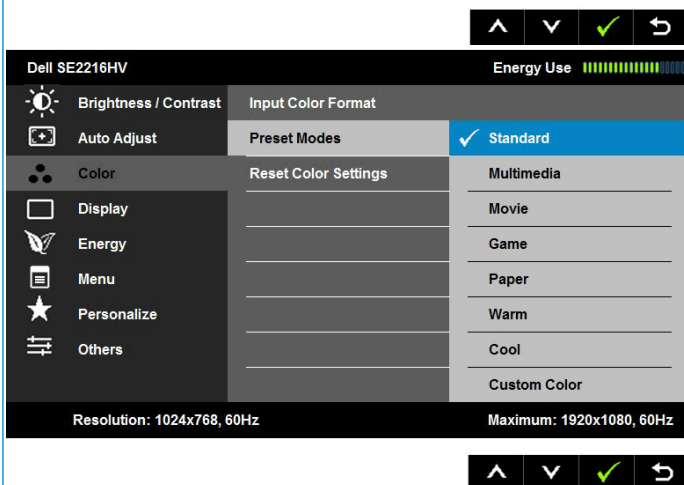 Dell SE2216HV Energy Use
Brightness / Contrast Input Color Format
Auto Adjust Preset Modes Standard
Color Reset Color Settings Multimedia
Display Movie
Energy Game
Menu Paper
Personalize Warm
Others Cool
Custom Color
Resolution: 1024x768, 60Hz Maximum: 1920x1080, 60Hz